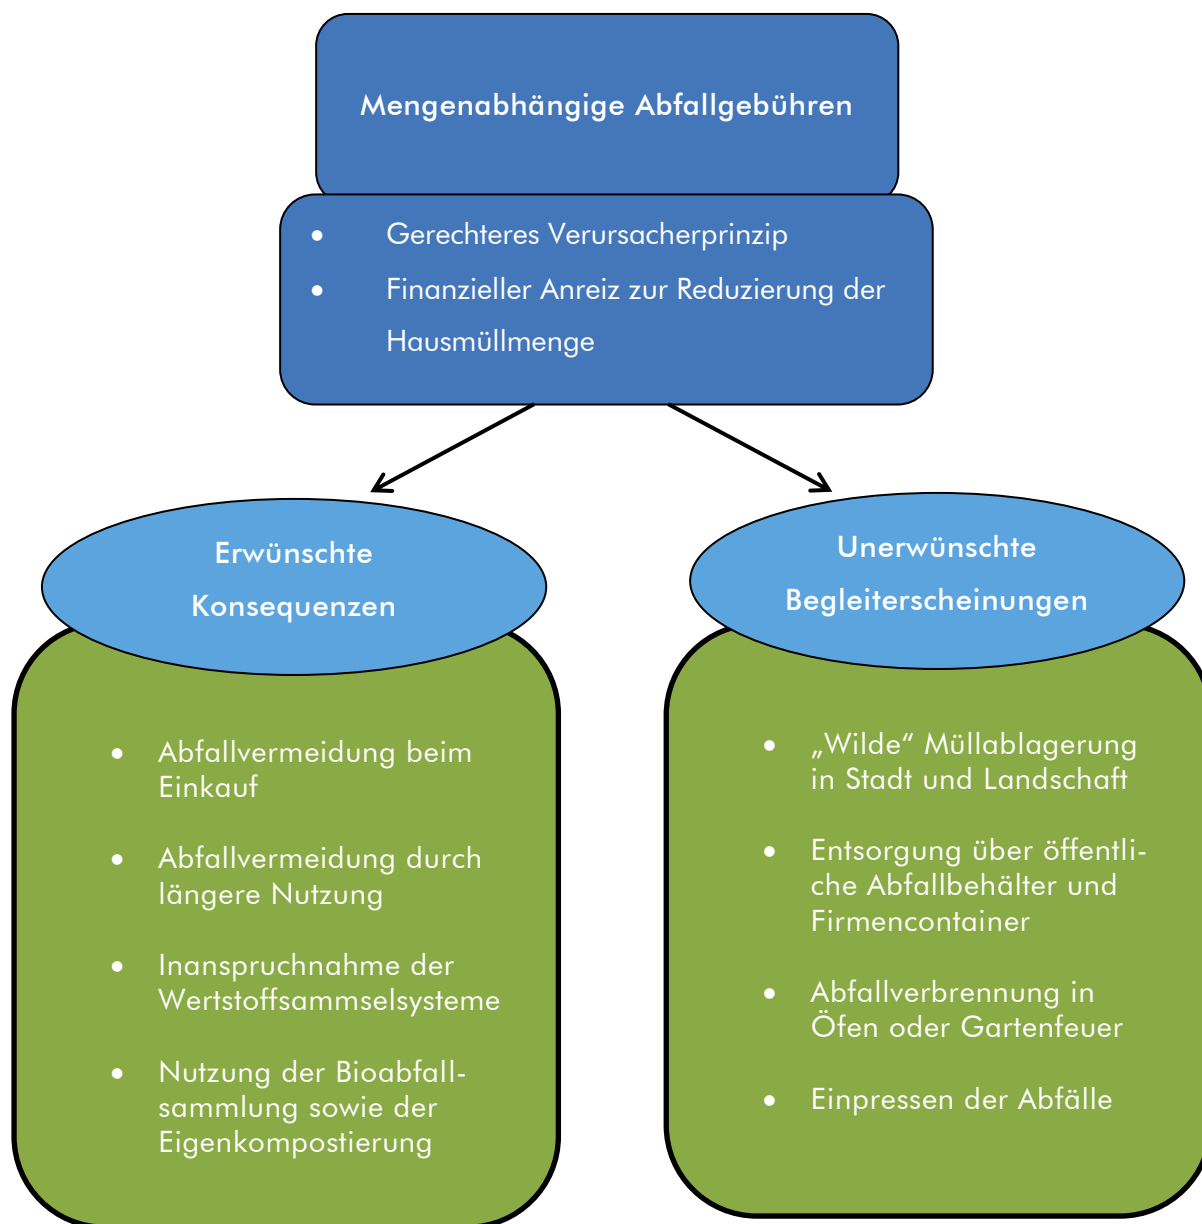 Mengenabhängige Abfallgebühren
• Gerechteres Verursacherprinzip
• Finanzieller Anreiz zur Reduzierung der
Hausmüllmenge
Erwünschte
Konsequenzen
• Abfallvermeidung beim
Einkauf
• Abfallvermeidung durch
längere Nutzung
• Inanspruchnahme der
Wertstoffsammselsysteme
• Nutzung der Bioabfall-
sammlung sowie der
Eigenkompostierung
Unerwünschte
Begleiterscheinungen
• „Wilde“ Müllablagerung
in Stadt und Landschaft
• Entsorgung über öffentli-
che Abfallbehälter und
Firmencontainer
• Abfallverbrennung in
Öfen oder Gartenfeuer
• Einpressen der Abfälle